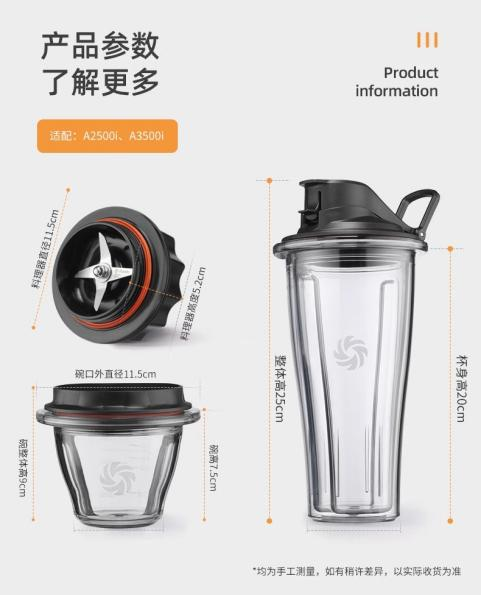 产品参数
了解更多
Product
information
适配：A2500i、A3500i
料理器直径11.5cm
料理器高度5.2cm
碗口外直径11.5cm
碗整体高9cm
碗高7.5cm
整体高25cm
杯身高20cm
*均为手工测量，如有稍许差异，以实际收货为准